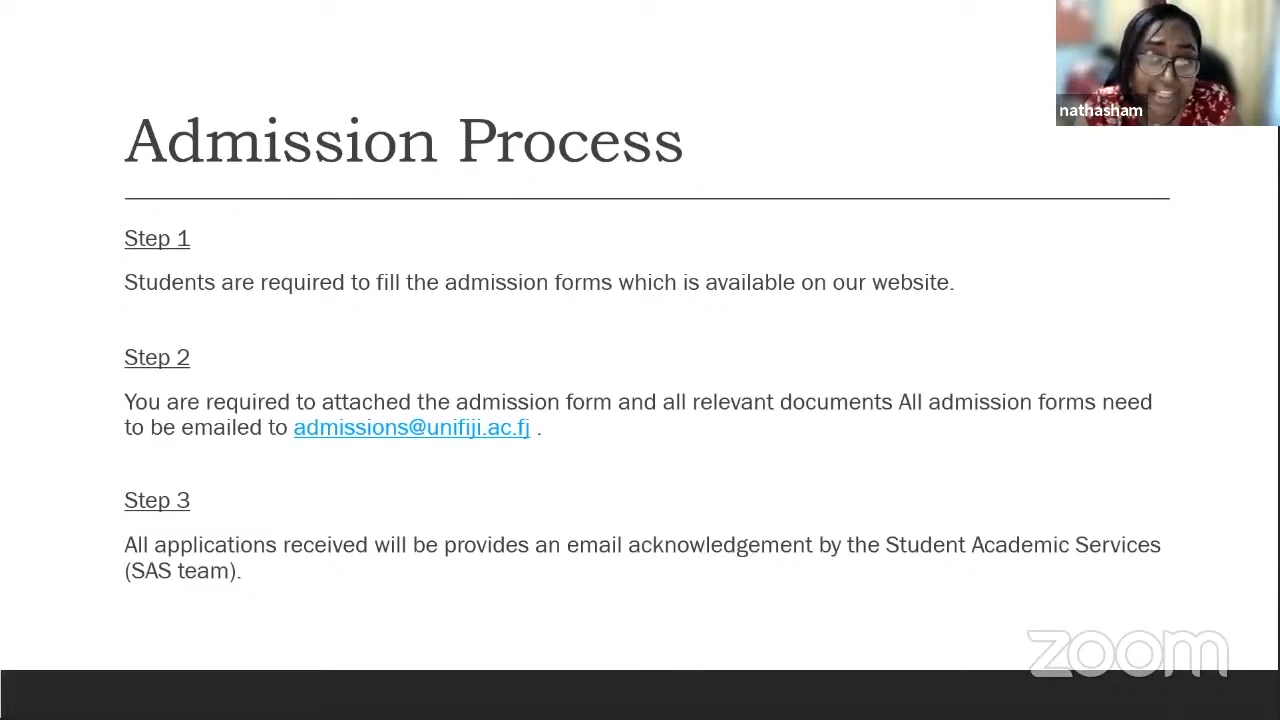 nathasham
Admission Process
Step 1
Students are required to fill the admission forms which is available on our website.
Step 2
You are required to attached the admission form and all relevant documents All admission forms need
to be emailed to admissions@unifiji.ac.fj .
Step 3
All applications received will be provides an email acknowledgement by the Student Academic Services
(SAS team).
zoom